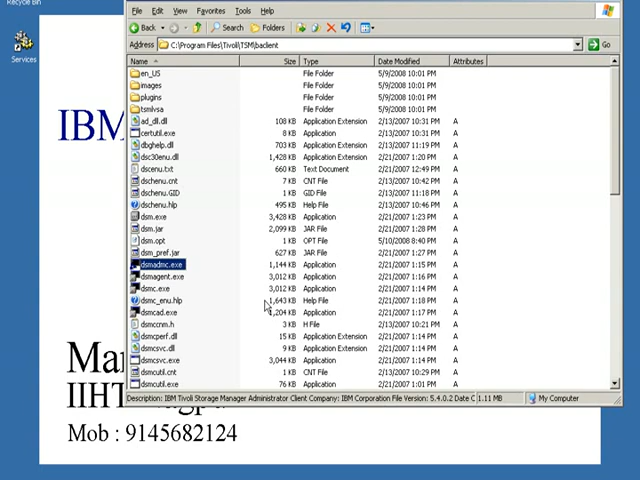 Recycle Bin
Services
IBM
Mar
IIHT
Mob : 9145682124
File Edit View Favorites Tools Help
Back Search Folders
Address C:\Program Files\Tivoli\TSM\baclient Go
Name Size Type Date Modified Attributes
en_US File Folder 5/9/2008 10:01 PM
images File Folder 5/9/2008 10:01 PM
plugins File Folder 5/9/2008 10:01 PM
tsmlvsa File Folder 5/9/2008 10:01 PM
ad_dll.dll 108 KB Application Extension 2/13/2007 10:31 PM A
certutil.exe 8 KB Application 2/13/2007 10:31 PM A
dbghelp.dll 703 KB Application Extension 2/13/2007 11:19 PM A
dsc30enu.dll 1,428 KB Application Extension 2/21/2007 1:20 PM A
dscenu.txt 660 KB Text Document 2/21/2007 12:49 PM A
dschenu.cnt 7 KB CNT File 2/13/2007 10:42 PM A
dschenu.GID 1 KB GID File 2/13/2007 9:18 PM A
dschenu.hlp 495 KB Help File 2/13/2007 10:46 PM A
dsm.exe 3,428 KB Application 2/21/2007 1:23 PM A
dsm.jar 2,099 KB JAR File 2/21/2007 1:28 PM A
dsm.opt 1 KB OPT File 5/10/2008 8:40 PM A
dsm_pref.jar 627 KB JAR File 2/21/2007 1:27 PM A
dsmadmc.exe 1,144 KB Application 2/21/2007 1:15 PM A
dsmagent.exe 3,012 KB Application 2/21/2007 1:16 PM A
dsmc.exe 3,012 KB Application 2/21/2007 1:14 PM A
dsmc_enu.hlp 1,643 KB Help File 2/21/2007 1:18 PM A
dsmcad.exe 1,204 KB Application 2/21/2007 1:17 PM A
dsmccnm.h 3 KB H File 2/13/2007 10:21 PM A
dsmcperf.dll 15 KB Application Extension 2/21/2007 1:14 PM A
dsmcsvc.dll 9 KB Application Extension 2/21/2007 1:14 PM A
dsmcsvc.exe 3,044 KB Application 2/21/2007 1:14 PM A
dsmcutil.cnt 1 KB CNT File 2/13/2007 10:29 PM A
dsmcutil.exe 76 KB Application 2/21/2007 1:01 PM A
Description: IBM Tivoli Storage Manager Administrator Client Company: IBM Corporation File Version: 5.4.0.2 Date C 1.11 MB My Computer